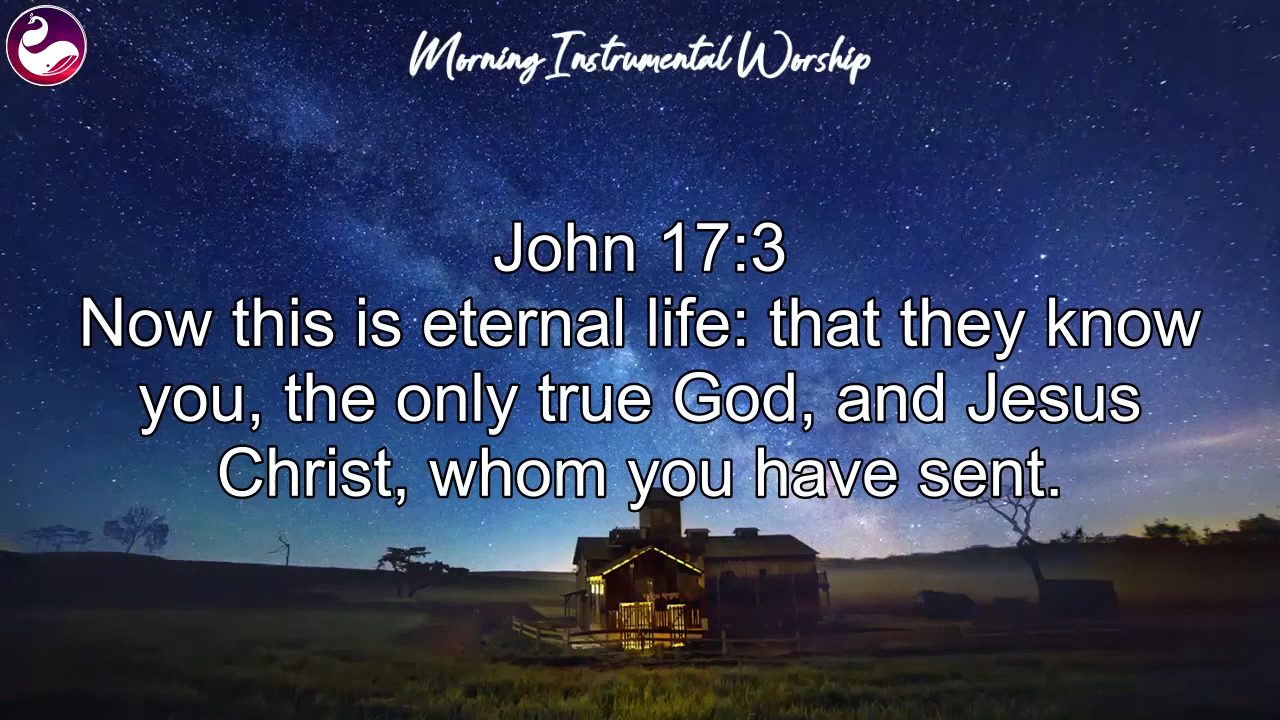 Morning Instrumental Worship
John 17:3
Now this is eternal life: that they know
you, the only true God, and Jesus
Christ, whom you have sent.